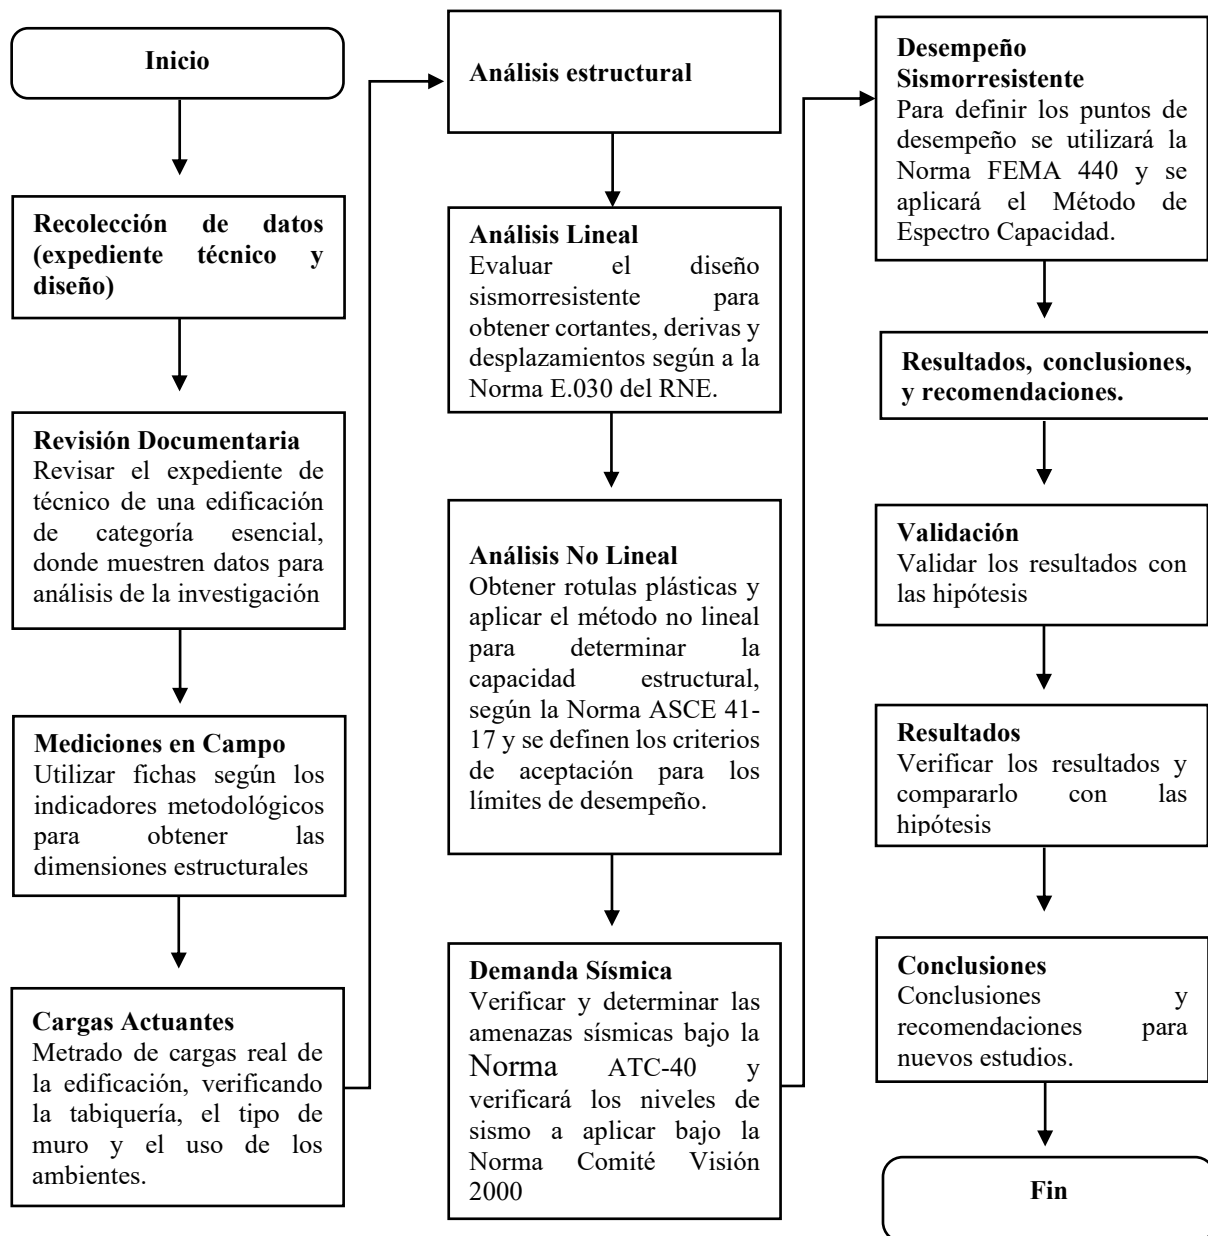 Inicio
Recolección de datos
(expediente técnico y
diseño)
Revisión Documentaria
Revisar el expediente de
técnico de una edificación
de categoría esencial,
donde muestren datos para
análisis de la investigación
Mediciones en Campo
Utilizar fichas según los
indicadores metodológicos
para obtener las
dimensiones estructurales
Cargas Actuantes
Metrado de cargas real de
la edificación, verificando
la tabiquería, el tipo de
muro y el uso de los
ambientes.
Análisis estructural
Análisis Lineal
Evaluar el diseño
sismorresistente para
obtener cortantes, derivas y
desplazamientos según a la
Norma E.030 del RNE.
Análisis No Lineal
Obtener rotulas plásticas y
aplicar el método no lineal
para determinar la
capacidad estructural,
según la Norma ASCE 41-
17 y se definen los criterios
de aceptación para los
límites de desempeño.
Demanda Sísmica
Verificar y determinar las
amenazas sísmicas bajo la
Norma ATC-40 y
verificará los niveles de
sismo a aplicar bajo la
Norma Comité Visión
2000
Desempeño
Sismorresistente
Para definir los puntos de
desempeño se utilizará la
Norma FEMA 440 y se
aplicará el Método de
Espectro Capacidad.
Resultados, conclusiones,
y recomendaciones.
Validación
Validar los resultados con
las hipótesis
Resultados
Verificar los resultados y
compararlo con las
hipótesis
Conclusiones
Conclusiones y
recomendaciones para
nuevos estudios.
Fin